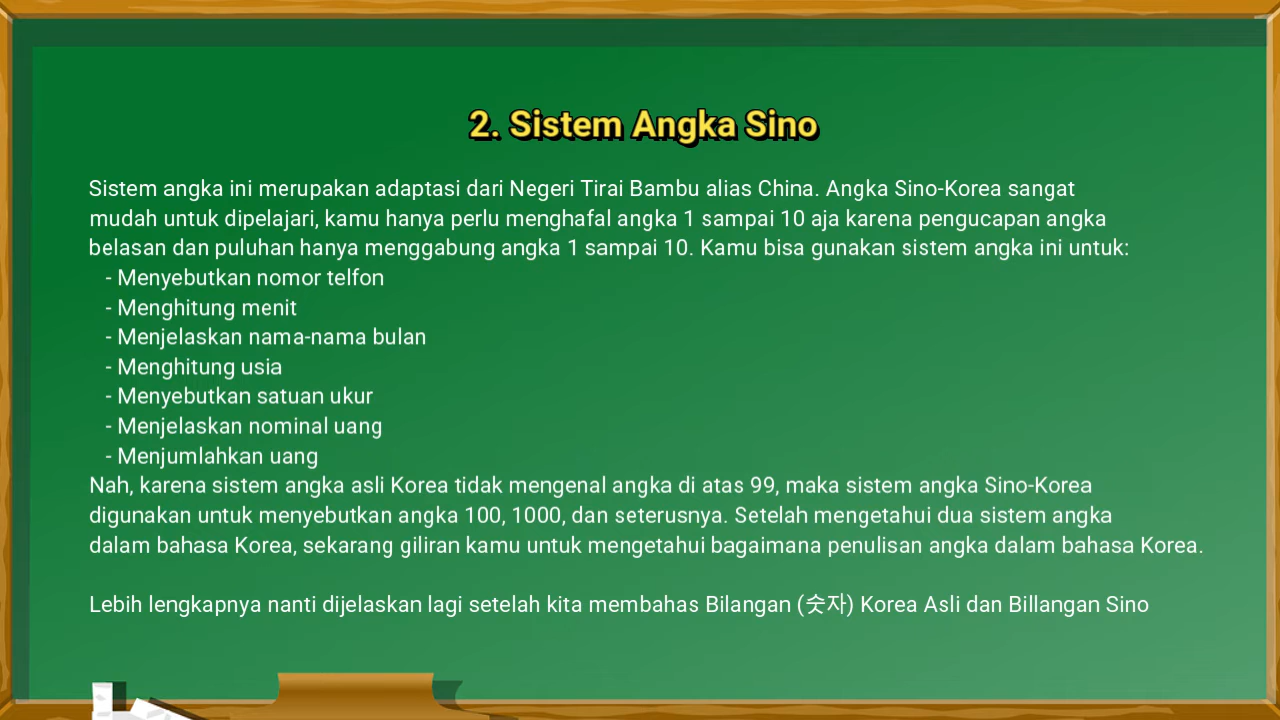 2. Sistem Angka Sino
Sistem angka ini merupakan adaptasi dari Negeri Tirai Bambu alias China. Angka Sino-Korea sangat
mudah untuk dipelajari, kamu hanya perlu menghafal angka 1 sampai 10 aja karena pengucapan angka
belasan dan puluhan hanya menggabung angka 1 sampai 10. Kamu bisa gunakan sistem angka ini untuk:
- Menyebutkan nomor telfon
- Menghitung menit
- Menjelaskan nama-nama bulan
- Menghitung usia
- Menyebutkan satuan ukur
- Menjelaskan nominal uang
- Menjumlahkan uang
Nah, karena sistem angka asli Korea tidak mengenal angka di atas 99, maka sistem angka Sino-Korea
digunakan untuk menyebutkan angka 100, 1000, dan seterusnya. Setelah mengetahui dua sistem angka
dalam bahasa Korea, sekarang giliran kamu untuk mengetahui bagaimana penulisan angka dalam bahasa Korea.
Lebih lengkapnya nanti dijelaskan lagi setelah kita membahas Bilangan (숫자) Korea Asli dan Billangan Sino